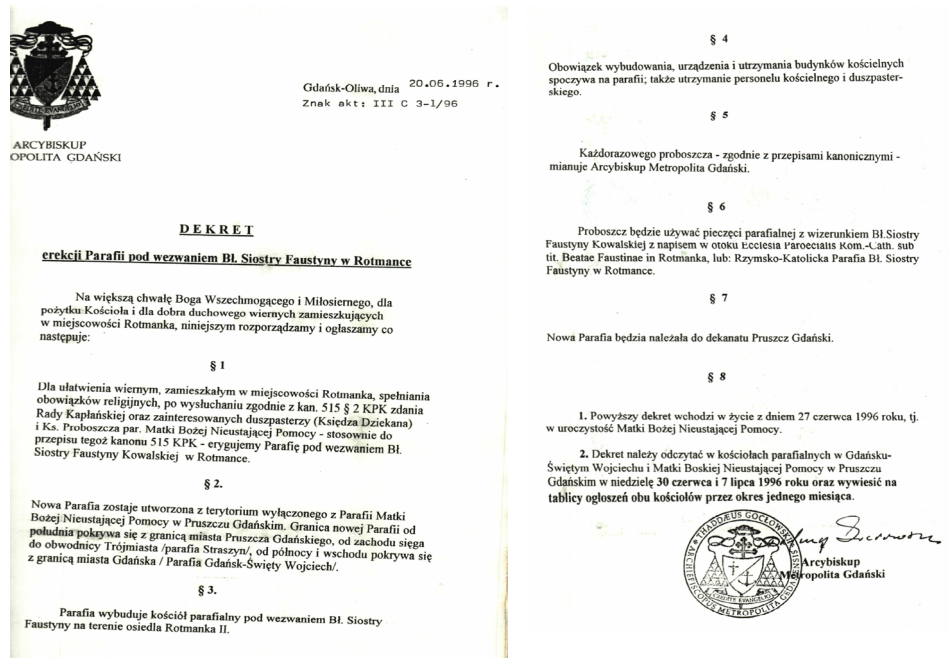 ARCYBISKUP
OPOLITA GDAŃSKI
Gdańsk-Oliwa, dnia 20.06.1996 r.
Znak akt: III C 3-1/96
DEKRET
erekcji Parafii pod wezwaniem Bł. Siostry Faustyny w Rotmance
Na większą chwałę Boga Wszechmogącego i Miłosiernego, dla
pożytku Kościoła i dla dobra duchowego wiernych zamieszkujących
w miejscowości Rotmanka, niniejszym rozporządzamy i ogłaszamy co
następuje:
§ 1
Dla ułatwienia wiernym, zamieszkałym w miejscowości Rotmanka, spełniania
obowiązków religijnych, po wysłuchaniu zgodnie z kan. 515 § 2 KPK zdania
Rady Kapłańskiej oraz zainteresowanych duszpasterzy (Księdza Dziekana)
i Ks. Proboszcza par. Matki Bożej Nieustającej Pomocy - stosownie do
przepisu tegoż kanonu 515 KPK - erygujemy Parafię pod wezwaniem Bł.
Siostry Faustyny Kowalskiej w Rotmance.
§ 2.
Nowa Parafia zostaje utworzona z terytorium wyłączonego z Parafii Matki
Bożej Nieustającej Pomocy w Pruszczu Gdańskim. Granica nowej Parafii od
południa pokrywa się z granicą miasta Pruszcza Gdańskiego, od zachodu sięga
do obwodnicy Trójmiasta /parafia Straszyn/, od północy i wschodu pokrywa się
z granicą miasta Gdańska / Parafia Gdańsk-Święty Wojciech/.
§ 3.
Parafia wybuduje kościół parafialny pod wezwaniem Bł. Siostry
Faustyny na terenie osiedla Rotmanka II.
§ 4
Obowiązek wybudowania, urządzenia i utrzymania budynków kościelnych
spoczywa na parafii; także utrzymanie personelu kościelnego i duszpaster-
skiego.
§ 5
Każdorazowego proboszcza - zgodnie z przepisami kanonicznymi -
mianuje Arcybiskup Metropolita Gdański.
§ 6
Proboszcz będzie używać pieczęci parafialnej z wizerunkiem Bł.Siostry
Faustyny Kowalskiej z napisem w otoku Ecclesia Paroecialis Rom.-Cath. sub
tit. Beatae Faustinae in Rotmanka, lub: Rzymsko-Katolicka Parafia Bł. Siostry
Faustyny w Rotmance.
§ 7
Nowa Parafia będzia należała do dekanatu Pruszcz Gdański.
§ 8
1. Powyższy dekret wchodzi w życie z dniem 27 czerwca 1996 roku, tj.
w uroczystość Matki Bożej Nieustającej Pomocy.
2. Dekret należy odczytać w kościołach parafialnych w Gdańsku-
Świętym Wojciechu i Matki Boskiej Nieustającej Pomocy w Pruszczu
Gdańskim w niedzielę 30 czerwca i 7 lipca 1996 roku oraz wywiesić na
tablicy ogłoszeń obu kościołów przez okres jednego miesiąca.
THADDÆUS GOCŁOWSKI
ARCHIEPISCOPUS METROPOLITA GEDANENSIS
Arcybiskup
Metropolita Gdański